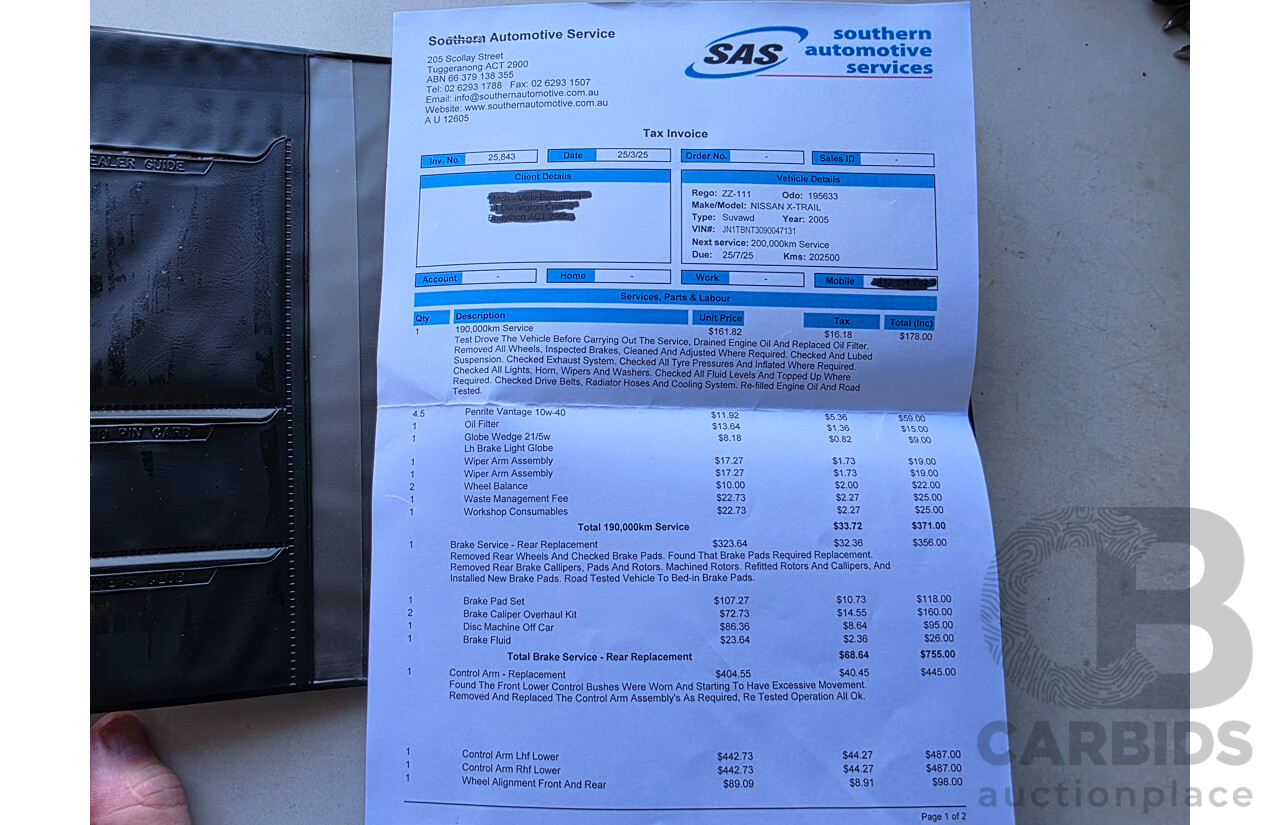 Page 1 of 2
Southern Automotive Service
205 Scollay Street
Tuggeranong ACT 2900
ABN 66 379 138 355
Tel: 02 6293 1788 Fax: 02 6293 1507
Email: info@southernautomotive.com.au
Website: www.southernautomotive.com.au
A U 12605
SAS southern
automotive
services
Tax Invoice
Inv. No. 25,843 Date 25/3/25 Order No. - Sales ID -
Client Details
Vehicle Details
Rego: ZZ-111 Odo: 195633
Make/Model: NISSAN X-TRAIL
Type: Suvawd Year: 2005
VIN#: JN1TBNT3090047131
Next service: 200,000km Service
Due: 25/7/25 Kms: 202500
Account - Home - Work - Mobile
Services, Parts & Labour
Qty Description Unit Price Tax Total (Inc)
1 190,000km Service $161.82 $16.18 $178.00
Test Drove The Vehicle Before Carrying Out The Service, Drained Engine Oil And Replaced Oil Filter.
Removed All Wheels, Inspected Brakes, Cleaned And Adjusted Where Required. Checked And Lubed
Suspension. Checked Exhaust System. Checked All Tyre Pressures And Inflated Where Required.
Checked All Lights, Horn, Wipers And Washers. Checked All Fluid Levels And Topped Up Where
Required. Checked Drive Belts, Radiator Hoses And Cooling System. Re-filled Engine Oil And Road
Tested.
4.5 Penrite Vantage 10w-40 $11.92 $5.36 $59.00
1 Oil Filter $13.64 $1.36 $15.00
1 Globe Wedge 21/5w $8.18 $0.82 $9.00
Lh Brake Light Globe
1 Wiper Arm Assembly $17.27 $1.73 $19.00
1 Wiper Arm Assembly $17.27 $1.73 $19.00
2 Wheel Balance $10.00 $2.00 $22.00
1 Waste Management Fee $22.73 $2.27 $25.00
1 Workshop Consumables $22.73 $2.27 $25.00
Total 190,000km Service $33.72 $371.00
1 Brake Service - Rear Replacement $323.64 $32.36 $356.00
Removed Rear Wheels And Checked Brake Pads. Found That Brake Pads Required Replacement.
Removed Rear Brake Callipers, Pads And Rotors. Machined Rotors. Refitted Rotors And Callipers, And
Installed New Brake Pads. Road Tested Vehicle To Bed-in Brake Pads.
1 Brake Pad Set $107.27 $10.73 $118.00
2 Brake Caliper Overhaul Kit $72.73 $14.55 $160.00
1 Disc Machine Off Car $86.36 $8.64 $95.00
1 Brake Fluid $23.64 $2.36 $26.00
Total Brake Service - Rear Replacement $68.64 $755.00
1 Control Arm - Replacement $404.55 $40.45 $445.00
Found The Front Lower Control Bushes Were Worn And Starting To Have Excessive Movement.
Removed And Replaced The Control Arm Assembly's As Required, Re Tested Operation All Ok.
1 Control Arm Lhf Lower $442.73 $44.27 $487.00
1 Control Arm Rhf Lower $442.73 $44.27 $487.00
1 Wheel Alignment Front And Rear $89.09 $8.91 $98.00
Page 1 of 2
EALER GUIDE
PIN CARD
CLUB
CARBIDS
auctionplace